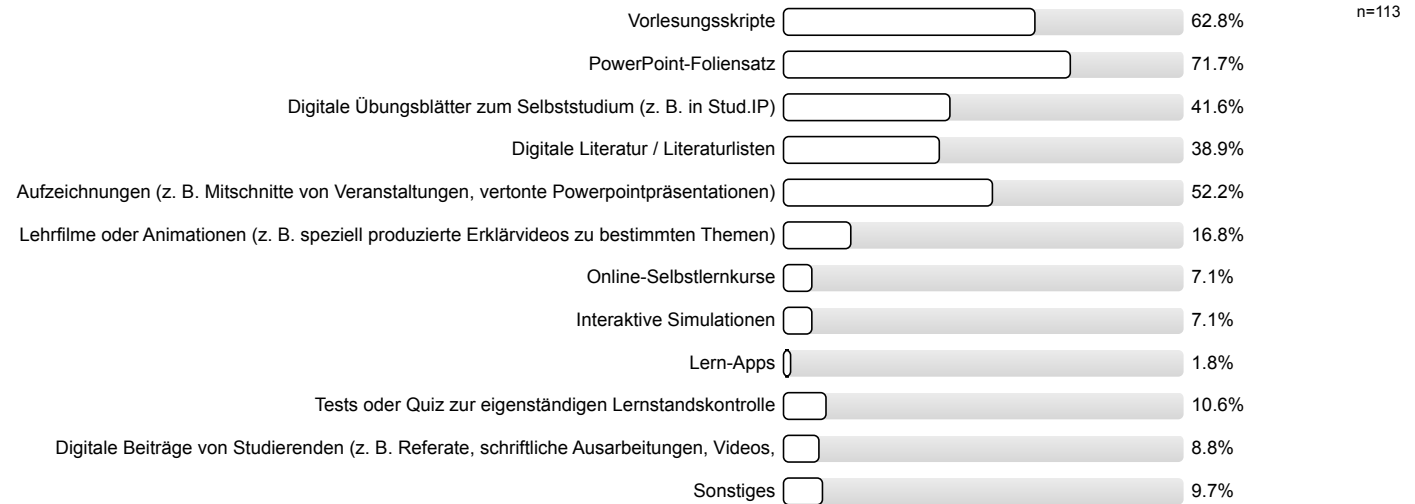 n=113
Vorlesungsskripte 62.8%
PowerPoint-Foliensatz 71.7%
Digitale Übungsblätter zum Selbststudium (z. B. in Stud.IP) 41.6%
Digitale Literatur / Literaturlisten 38.9%
Aufzeichnungen (z. B. Mitschnitte von Veranstaltungen, vertonte Powerpointpräsentationen) 52.2%
Lehrfilme oder Animationen (z. B. speziell produzierte Erklärvideos zu bestimmten Themen) 16.8%
Online-Selbstlernkurse 7.1%
Interaktive Simulationen 7.1%
Lern-Apps 1.8%
Tests oder Quiz zur eigenständigen Lernstandskontrolle 10.6%
Digitale Beiträge von Studierenden (z. B. Referate, schriftliche Ausarbeitungen, Videos, 8.8%
Sonstiges 9.7%